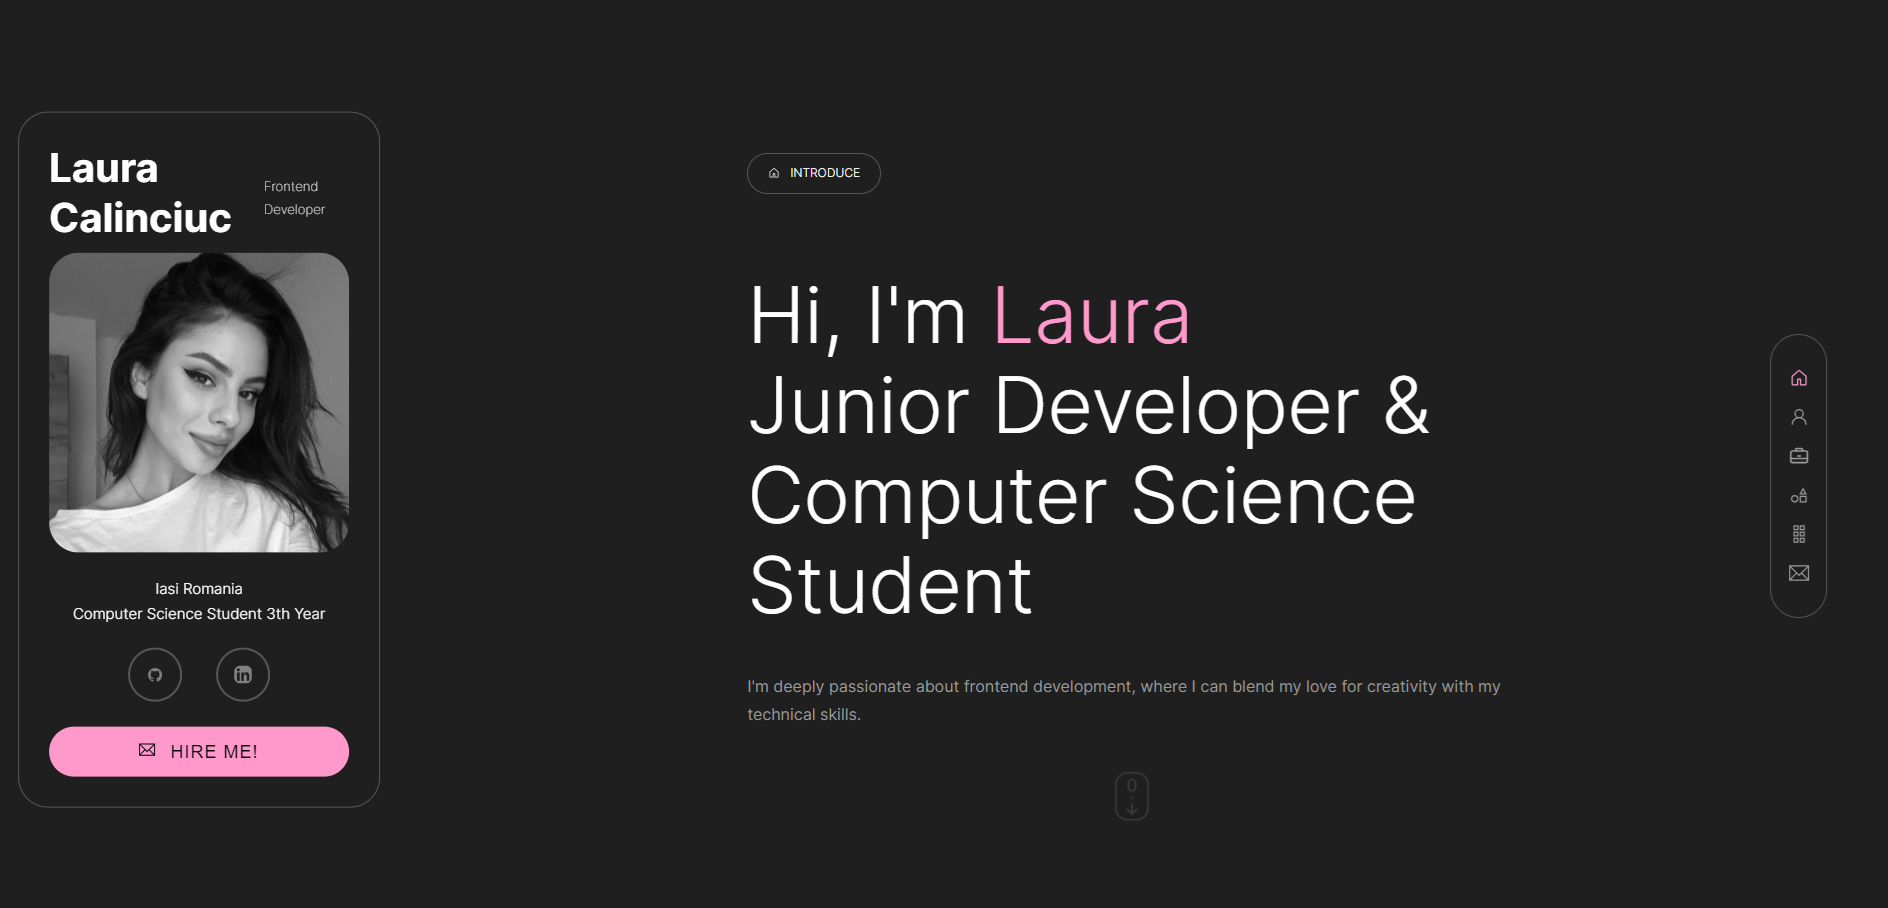 Laura
Calinciuc
Frontend
Developer
Iasi Romania
Computer Science Student 3th Year
in
HIRE ME!
INTRODUCE
Hi, I'm Laura
Junior Developer &
Computer Science
Student
I'm deeply passionate about frontend development, where I can blend my love for creativity with my
technical skills.